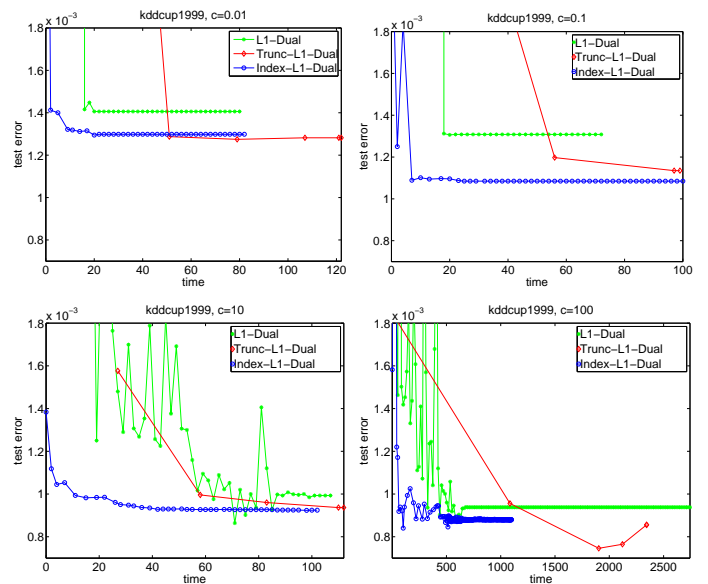 kddcup1999, c=0.01
x 10⁻³
1.8
1.6
1.4
1.2
1
0.8
test error
0
20
40
60
80
100
120
time
L1−Dual
Trunc−L1−Dual
Index−L1−Dual
kddcup1999, c=0.1
x 10⁻³
1.8
1.6
1.4
1.2
1
0.8
test error
0
20
40
60
80
100
time
L1−Dual
Trunc−L1−Dual
Index−L1−Dual
kddcup1999, c=10
x 10⁻³
1.8
1.6
1.4
1.2
1
0.8
test error
0
20
40
60
80
100
time
L1−Dual
Trunc−L1−Dual
Index−L1−Dual
kddcup1999, c=100
x 10⁻³
1.8
1.6
1.4
1.2
1
0.8
test error
0
500
1000
1500
2000
2500
time
L1−Dual
Trunc−L1−Dual
Index−L1−Dual